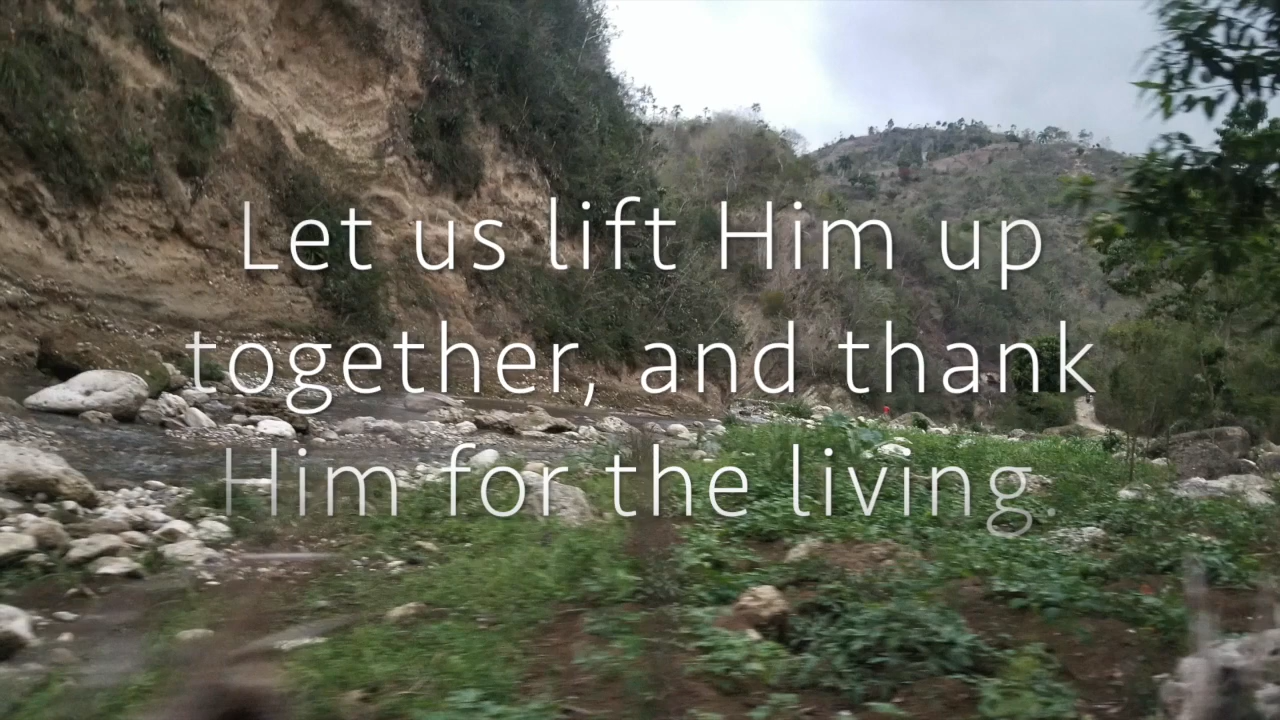 Let us lift Him up
together, and thank
Him for the living.